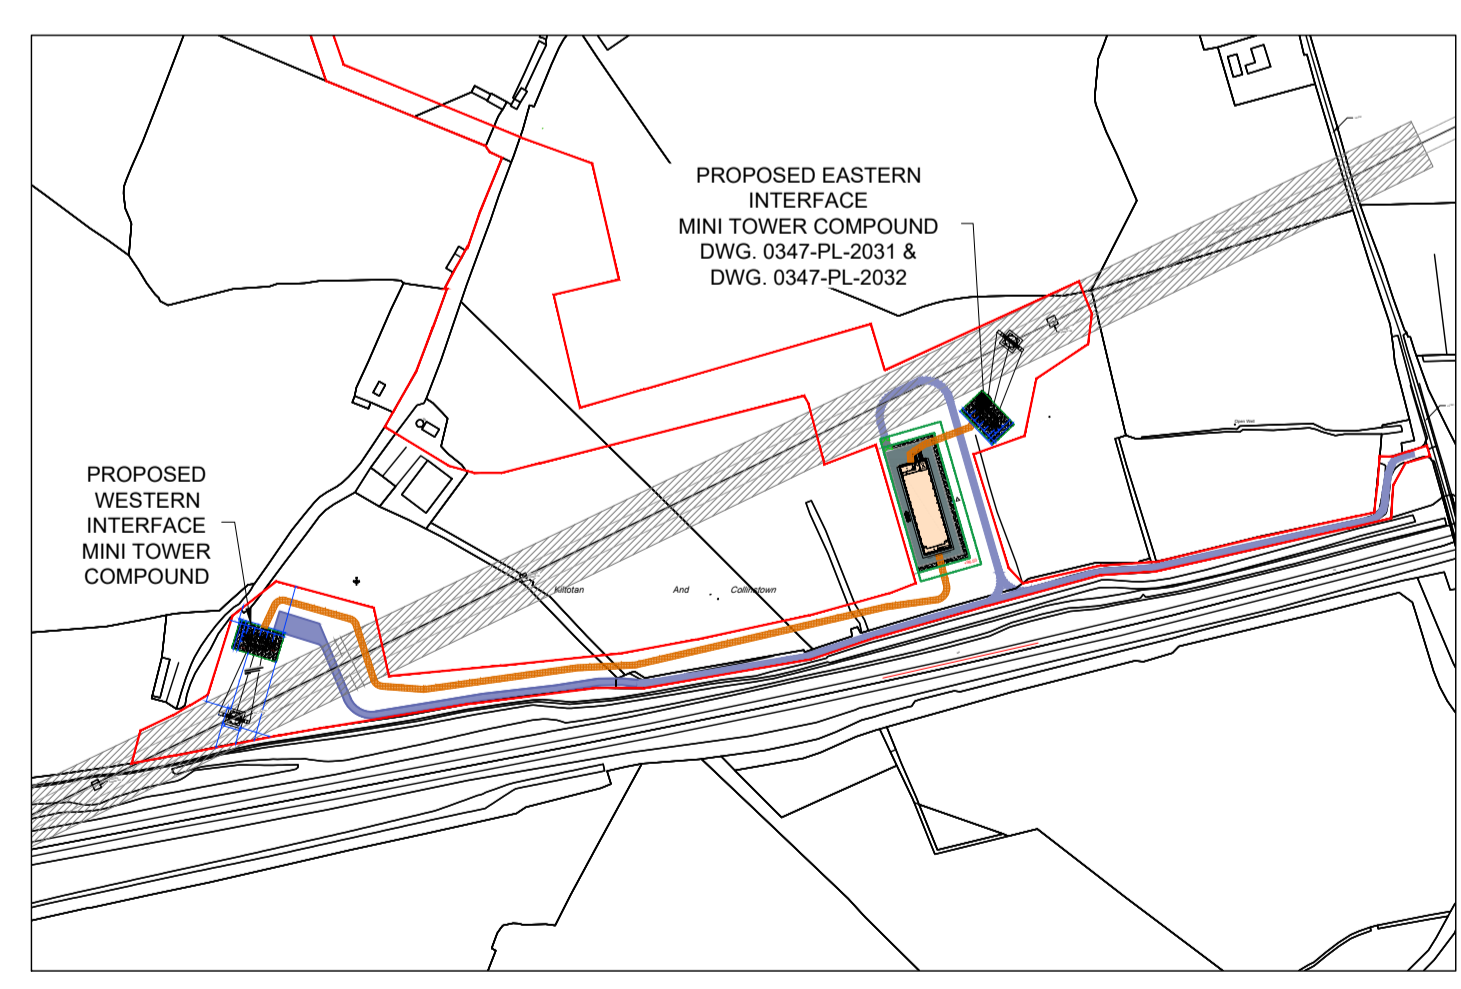 PROPOSED EASTERN
INTERFACE
MINI TOWER COMPOUND
DWG. 0347-PL-2031 &
DWG. 0347-PL-2032
PROPOSED
WESTERN
INTERFACE
MINI TOWER
COMPOUND
Kiltotan And Collinstown